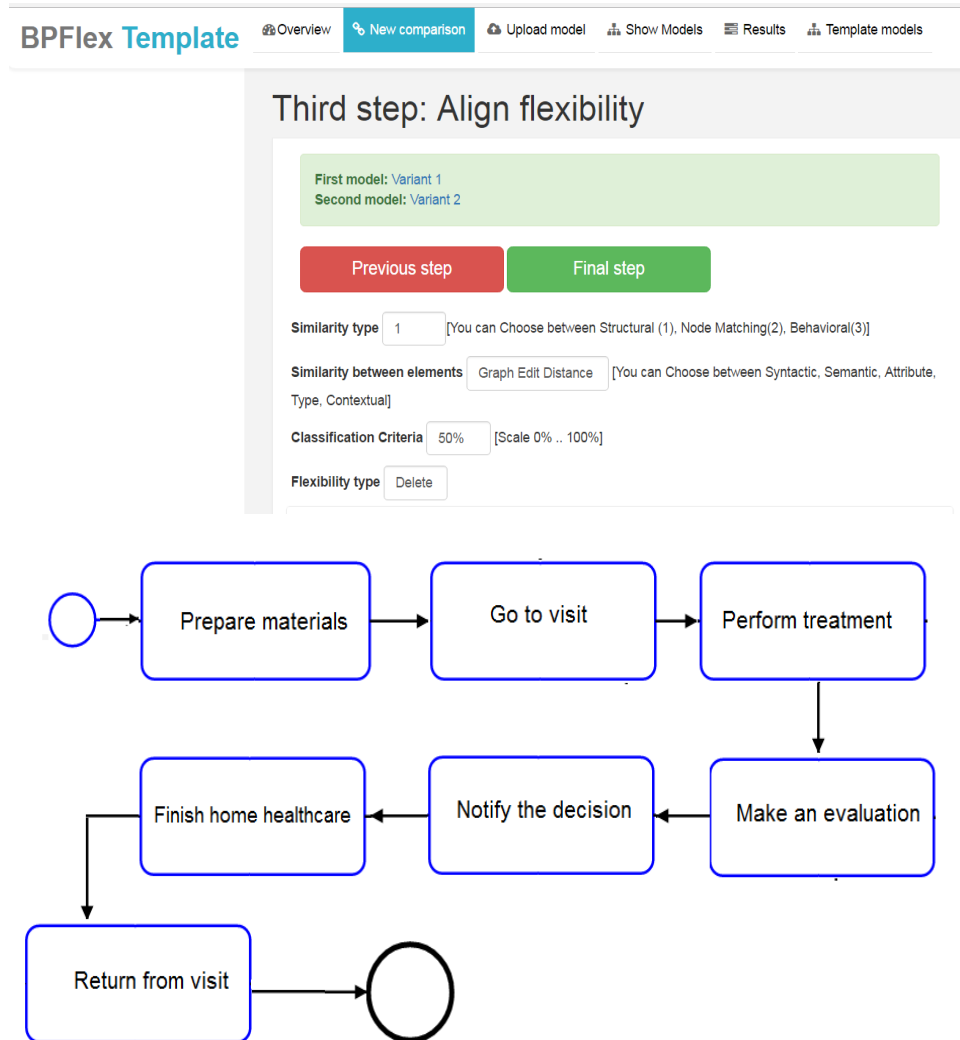 BPFlex Template
Overview
New comparison
Upload model
Show Models
Results
Template models
Third step: Align flexibility
First model: Variant 1
Second model: Variant 2
Previous step
Final step
Similarity type 1 [You can Choose between Structural (1), Node Matching(2), Behavioral(3)]
Similarity between elements Graph Edit Distance [You can Choose between Syntactic, Semantic, Attribute,
Type, Contextual]
Classification Criteria 50% [Scale 0% .. 100%]
Flexibility type Delete
Prepare materials
Go to visit
Perform treatment
Make an evaluation
Notify the decision
Finish home healthcare
Return from visit